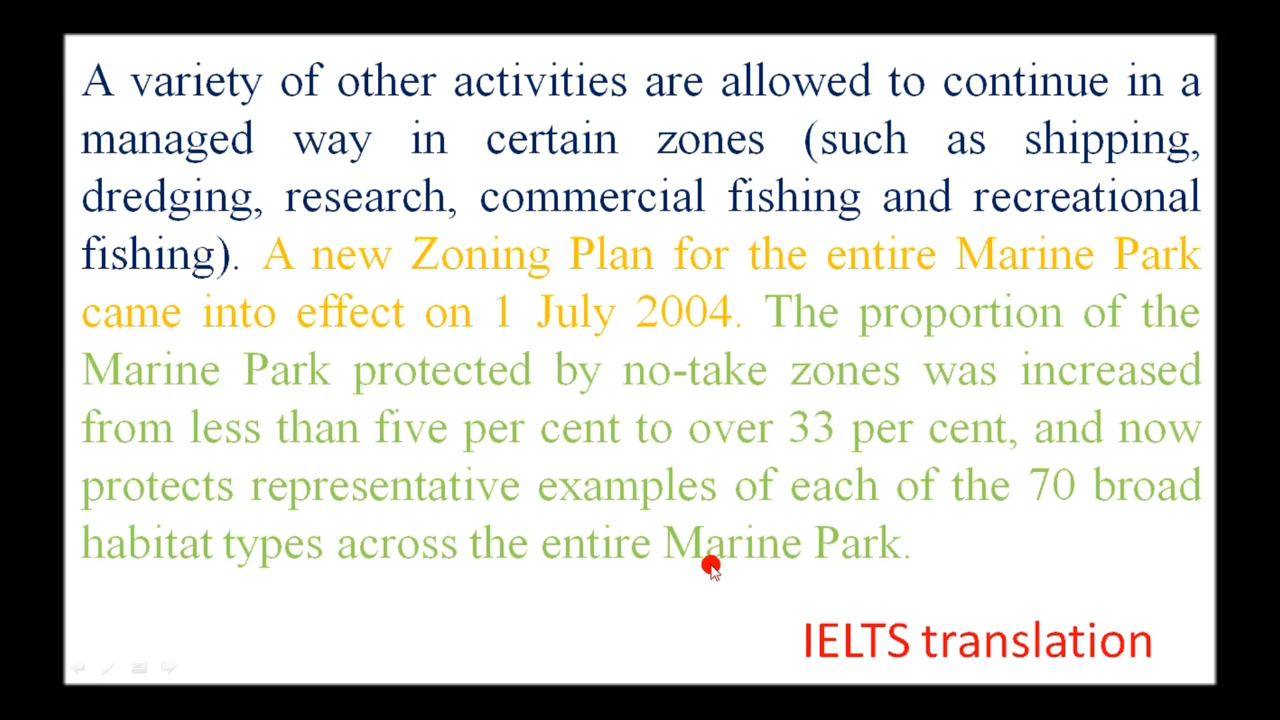 A variety of other activities are allowed to continue in a
managed way in certain zones (such as shipping,
dredging, research, commercial fishing and recreational
fishing). A new Zoning Plan for the entire Marine Park
came into effect on 1 July 2004. The proportion of the
Marine Park protected by no-take zones was increased
from less than five per cent to over 33 per cent, and now
protects representative examples of each of the 70 broad
habitat types across the entire Marine Park.
IELTS translation